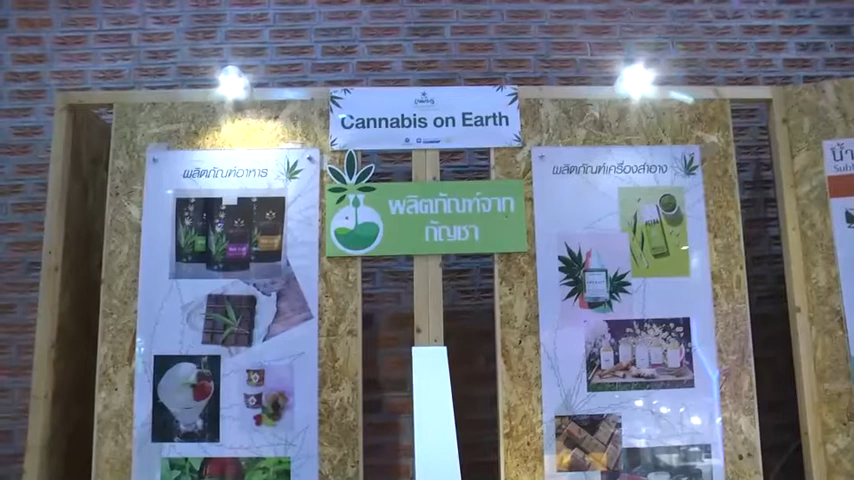 Cannabis on Earth
ผลิตภัณฑ์อาหาร
ผลิตภัณฑ์จาก
กัญชา
ผลิตภัณฑ์เครื่องสำอาง